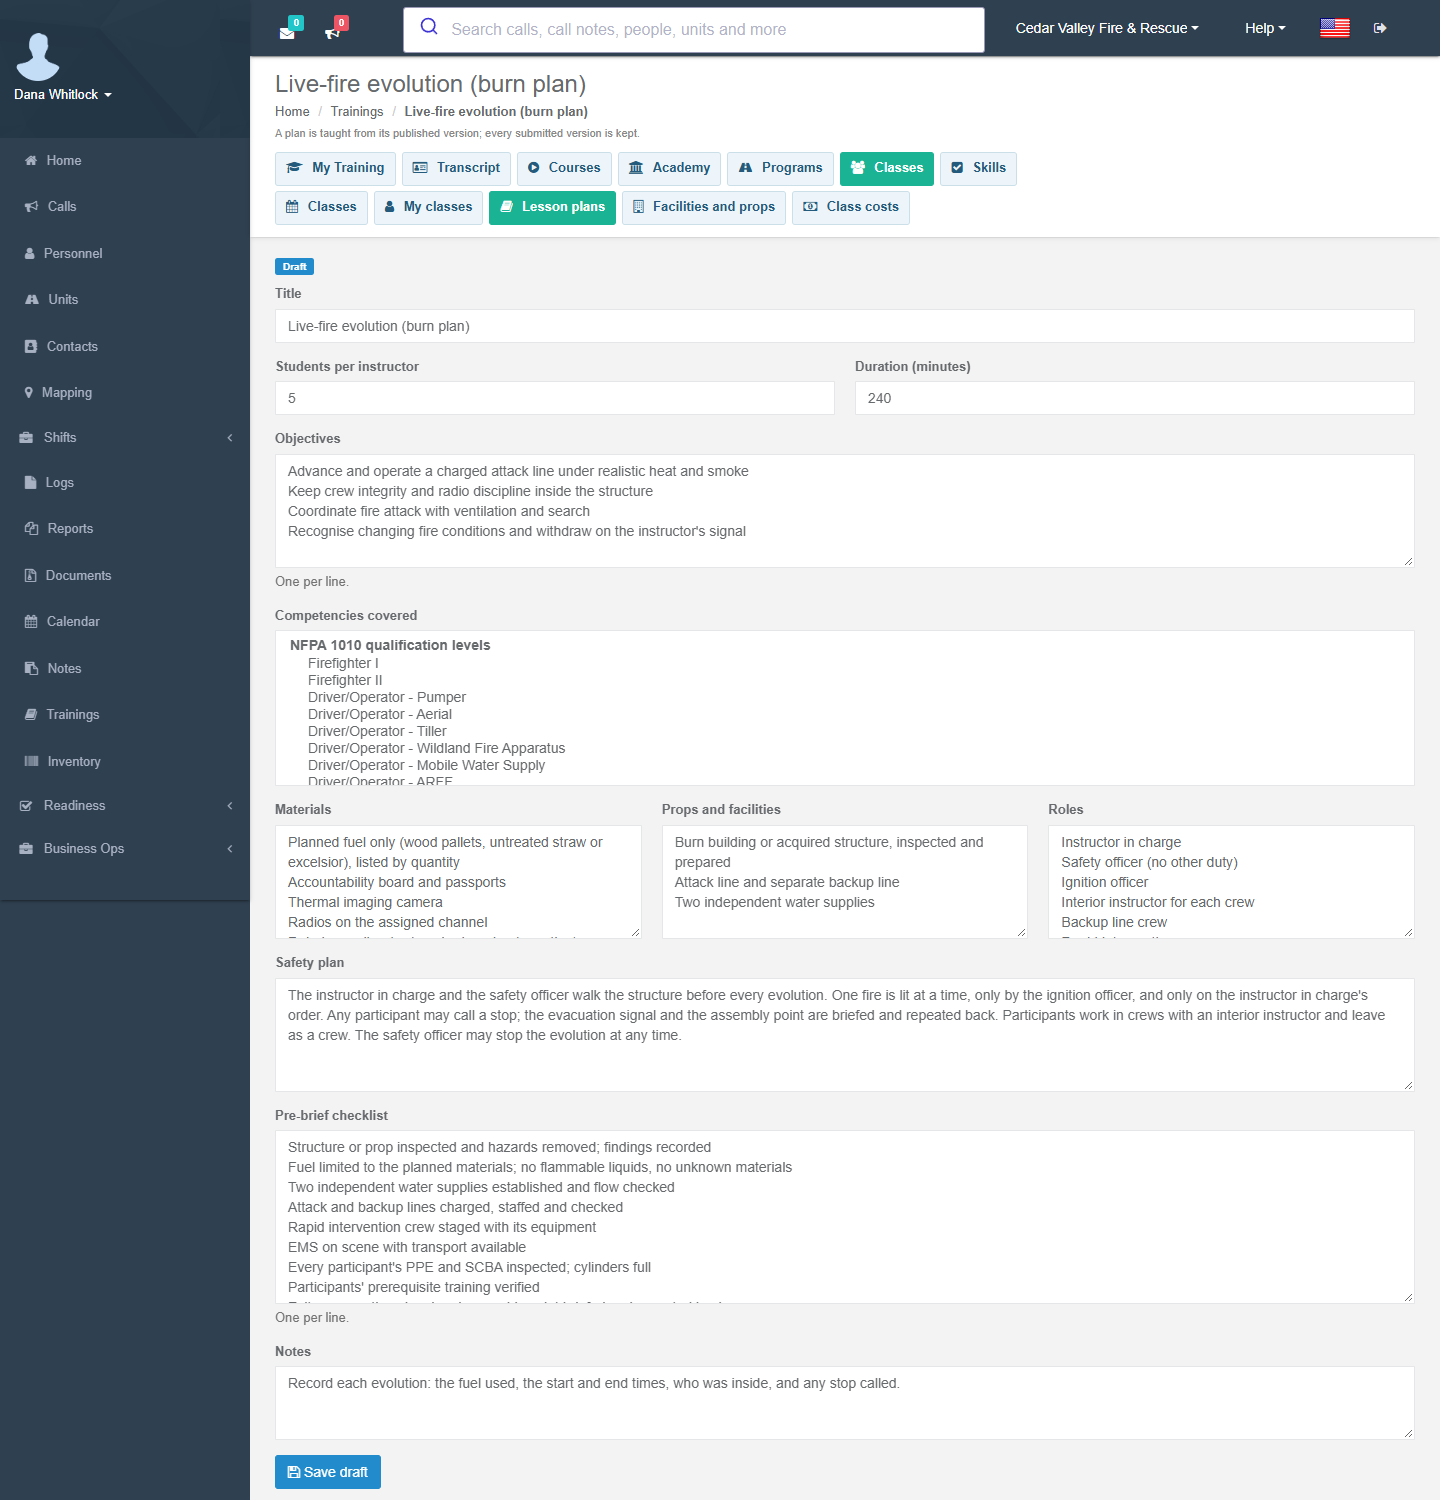 0
0
Search calls, call notes, people, units and more
Cedar Valley Fire & Rescue
Help
Dana Whitlock
Home
Calls
Personnel
Units
Contacts
Mapping
Shifts
Logs
Reports
Documents
Calendar
Notes
Trainings
Inventory
Readiness
Business Ops
Live-fire evolution (burn plan)
Home / Trainings / Live-fire evolution (burn plan)
A plan is taught from its published version; every submitted version is kept.
My Training
Transcript
Courses
Academy
Programs
Classes
Skills
Classes
My classes
Lesson plans
Facilities and props
Class costs
Draft
Title
Live-fire evolution (burn plan)
Students per instructor
5
Duration (minutes)
240
Objectives
Advance and operate a charged attack line under realistic heat and smoke
Keep crew integrity and radio discipline inside the structure
Coordinate fire attack with ventilation and search
Recognise changing fire conditions and withdraw on the instructor's signal
One per line.
Competencies covered
NFPA 1010 qualification levels
Firefighter I
Firefighter II
Driver/Operator - Pumper
Driver/Operator - Aerial
Driver/Operator - Tiller
Driver/Operator - Wildland Fire Apparatus
Driver/Operator - Mobile Water Supply
Driver/Operator - ARFF
Materials
Planned fuel only (wood pallets, untreated straw or
excelsior), listed by quantity
Accountability board and passports
Thermal imaging camera
Radios on the assigned channel
Props and facilities
Burn building or acquired structure, inspected and
prepared
Attack line and separate backup line
Two independent water supplies
Roles
Instructor in charge
Safety officer (no other duty)
Ignition officer
Interior instructor for each crew
Backup line crew
Safety plan
The instructor in charge and the safety officer walk the structure before every evolution. One fire is lit at a time, only by the ignition officer, and only on the instructor in charge's
order. Any participant may call a stop; the evacuation signal and the assembly point are briefed and repeated back. Participants work in crews with an interior instructor and leave
as a crew. The safety officer may stop the evolution at any time.
Pre-brief checklist
Structure or prop inspected and hazards removed; findings recorded
Fuel limited to the planned materials; no flammable liquids, no unknown materials
Two independent water supplies established and flow checked
Attack and backup lines charged, staffed and checked
Rapid intervention crew staged with its equipment
EMS on scene with transport available
Every participant's PPE and SCBA inspected; cylinders full
Participants' prerequisite training verified
One per line.
Notes
Record each evolution: the fuel used, the start and end times, who was inside, and any stop called.
Save draft